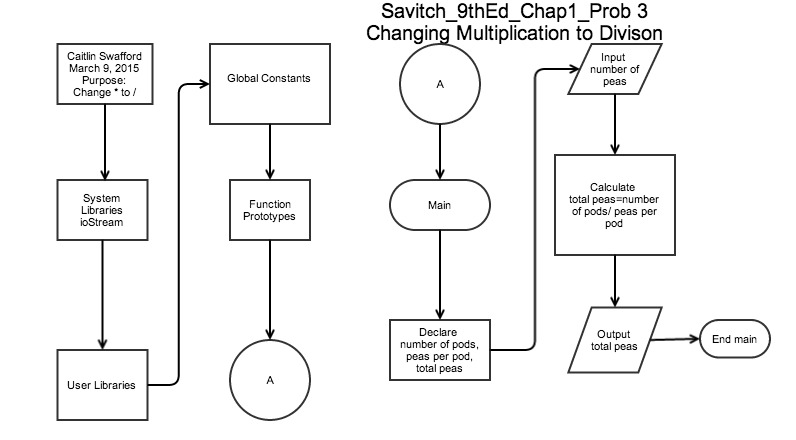 Savitch_9thEd_Chap1_Prob 3
Changing Multiplication to Divison
Caitlin Swafford
March 9, 2015
Purpose:
Change * to /
System
Libraries
ioStream
User Libraries
Global Constants
Function
Prototypes
A
A
Main
Declare
number of pods,
peas per pod,
total peas
Input
number of
peas
Calculate
total peas=number
of pods/ peas per
pod
Output
total peas
End main